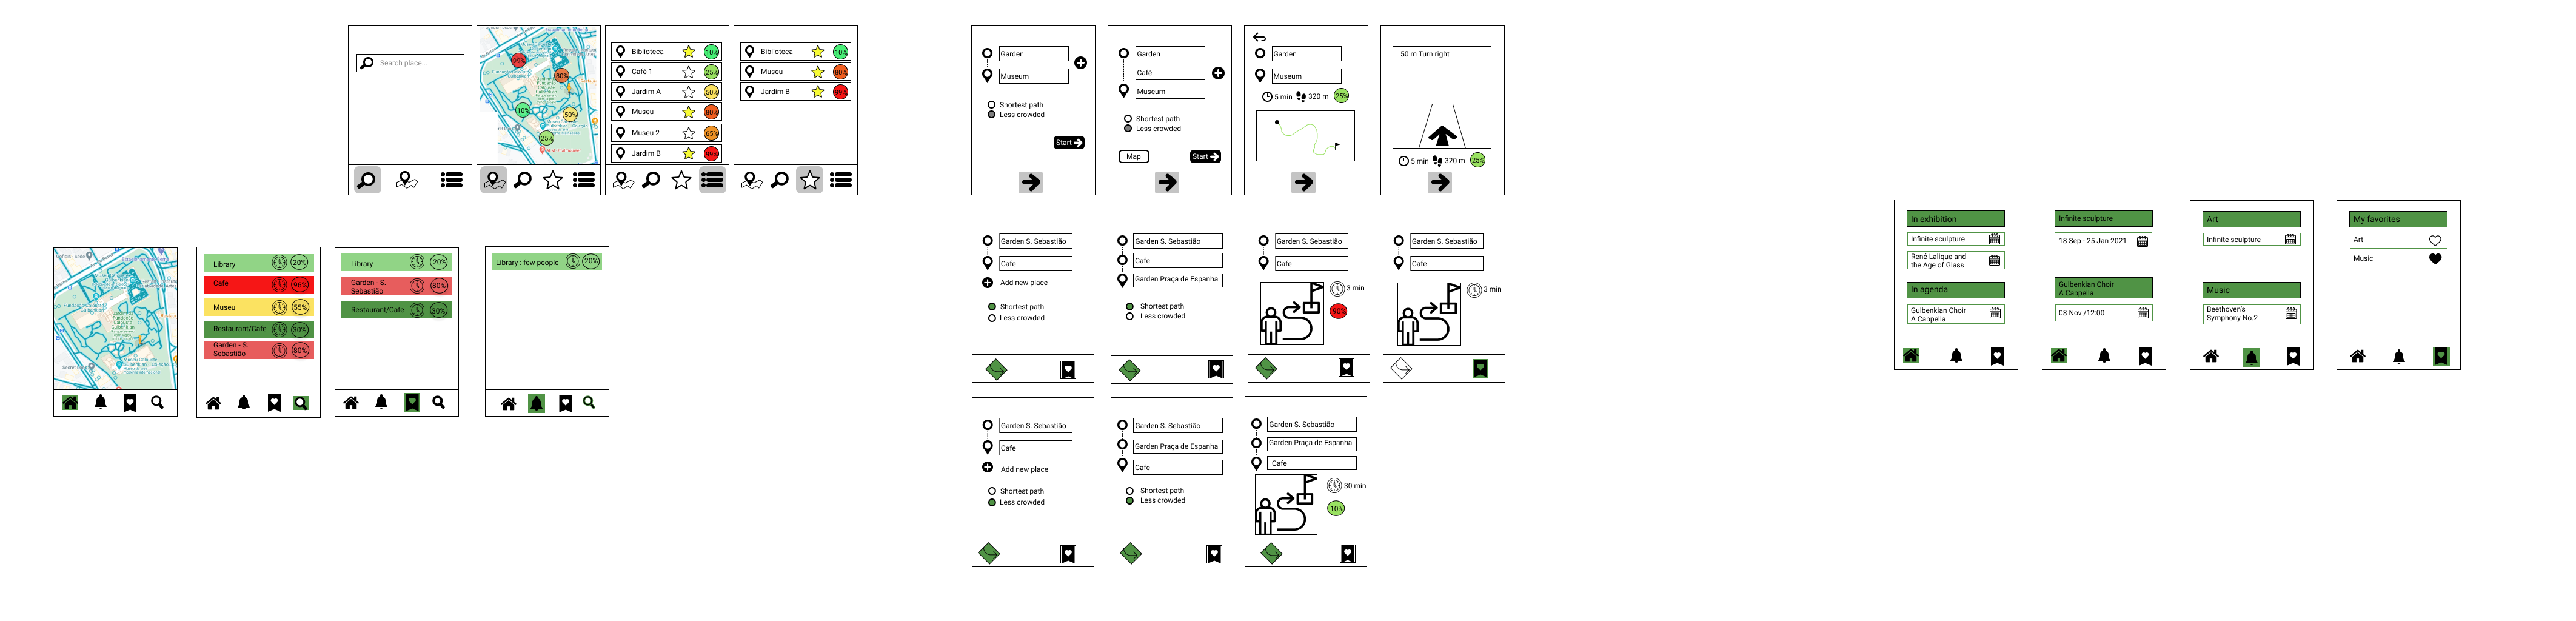 Search place...
99%
80%
10%
50%
25%
Biblioteca 10%
Café 1 25%
Jardim A 50%
Museu 80%
Museu 2 65%
Jardim B 99%
Biblioteca 10%
Museu 80%
Jardim B 99%
Garden
Museum
Shortest path
Less crowded
Start
Garden
Café
Museum
Shortest path
Less crowded
Map Start
Garden
Museum
5 min 320 m 25%
50 m Turn right
5 min 320 m 25%
Library 20%
Cafe 96%
Museu 55%
Restaurant/Cafe 30%
Garden - S.
Sebastião 80%
Library 20%
Garden - S.
Sebastião 80%
Restaurant/Cafe 30%
Library : few people 20%
Garden S. Sebastião
Cafe
Add new place
Shortest path
Less crowded
Garden S. Sebastião
Cafe
Garden Praça de Espanha
Shortest path
Less crowded
Garden S. Sebastião
Cafe
3 min
90%
Garden S. Sebastião
Cafe
3 min
Garden S. Sebastião
Cafe
Add new place
Shortest path
Less crowded
Garden S. Sebastião
Garden Praça de Espanha
Cafe
Shortest path
Less crowded
Garden S. Sebastião
Garden Praça de Espanha
Cafe
30 min
10%
In exhibition
Infinite sculpture
René Lalique and
the Age of Glass
In agenda
Gulbenkian Choir
A Cappella
Infinite sculpture
18 Sep - 25 Jan 2021
Gulbenkian Choir
A Cappella
08 Nov /12:00
Art
Infinite sculpture
Music
Beethoven's
Symphony No.2
My favorites
Art
Music